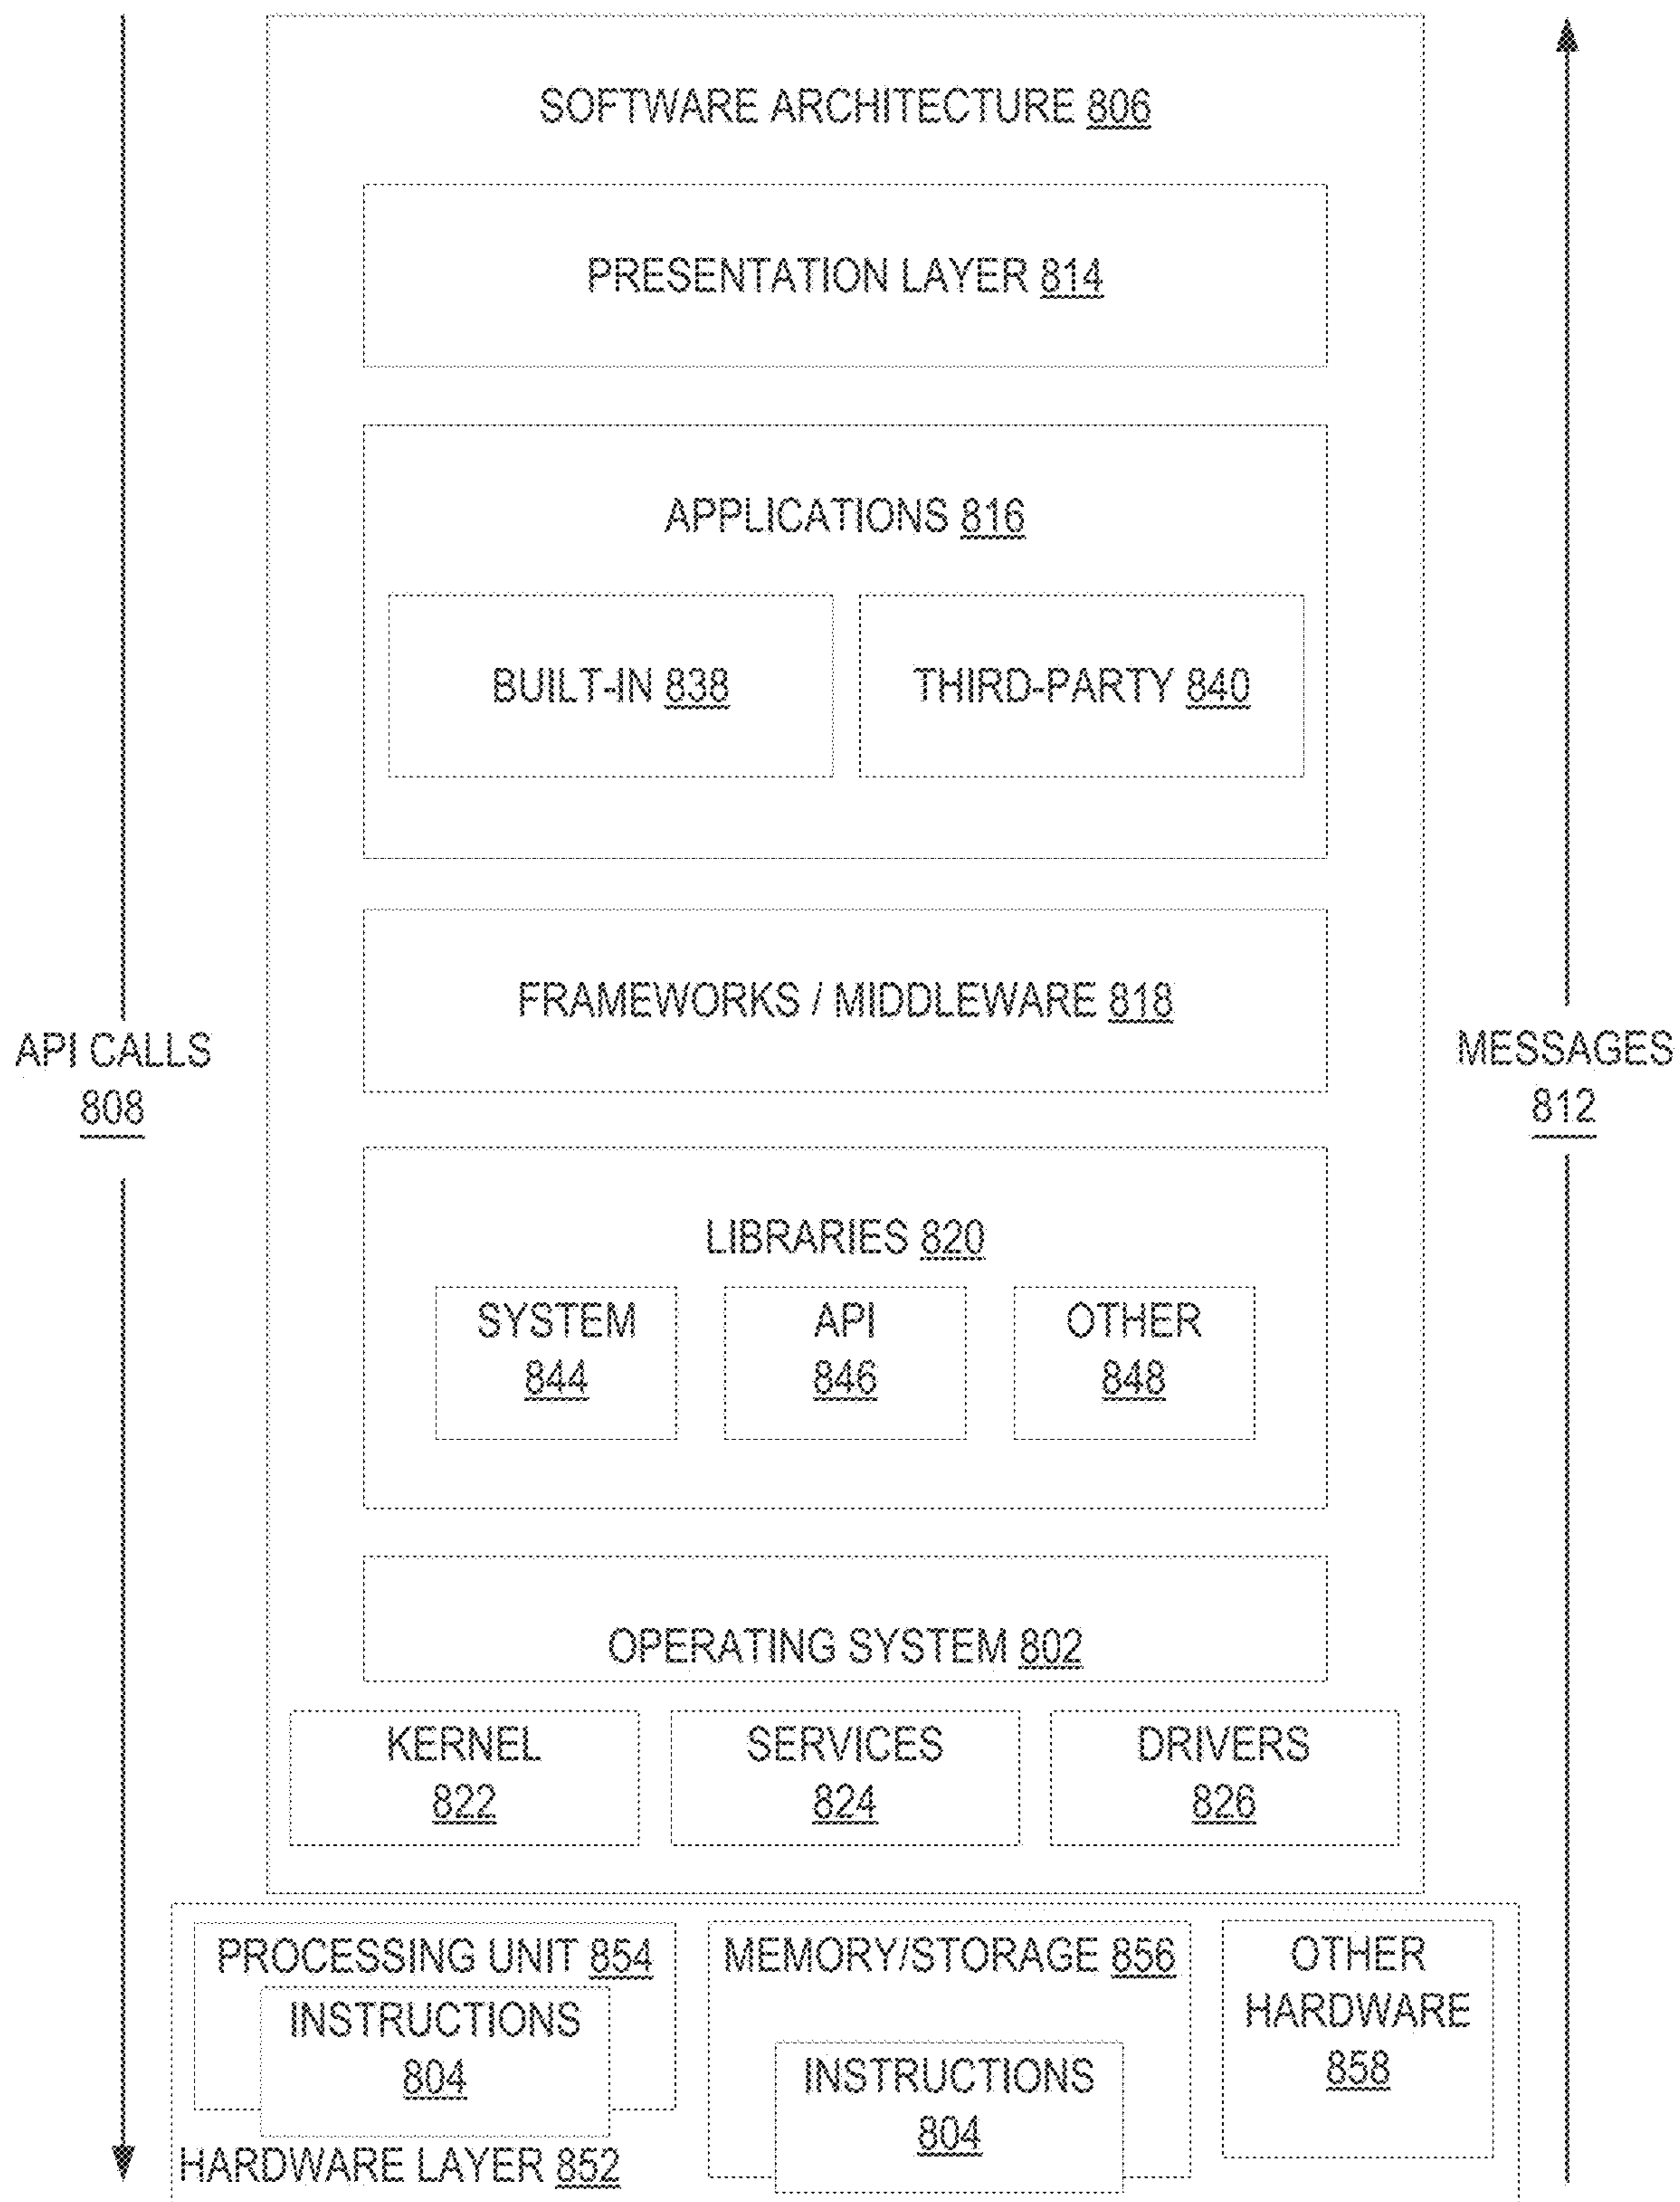 SOFTWARE ARCHITECTURE 806
PRESENTATION LAYER 814
APPLICATIONS 816
BUILT-IN 838
THIRD-PARTY 840
FRAMEWORKS / MIDDLEWARE 818
API CALLS
808
MESSAGES
812
LIBRARIES 820
SYSTEM
844
API
846
OTHER
848
OPERATING SYSTEM 802
KERNEL
822
SERVICES
824
DRIVERS
826
PROCESSING UNIT 854
INSTRUCTIONS
804
MEMORY/STORAGE 856
INSTRUCTIONS
804
OTHER
HARDWARE
858
HARDWARE LAYER 852